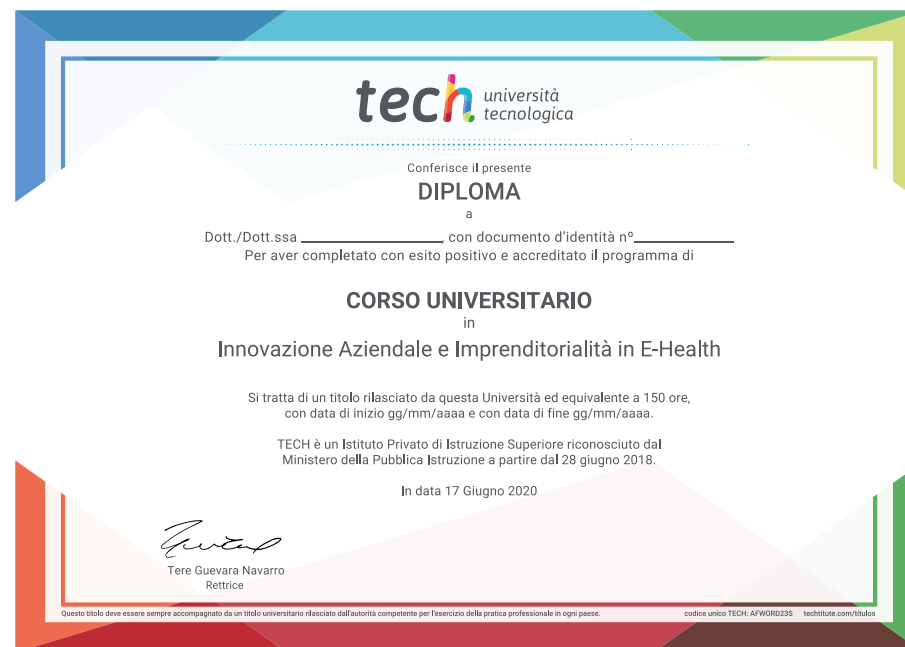 tech università
tecnologica
Conferisce il presente
DIPLOMA
a
Dott./Dott.ssa ____________________, con documento d'identità nº______________
Per aver completato con esito positivo e accreditato il programma di
CORSO UNIVERSITARIO
in
Innovazione Aziendale e Imprenditorialità in E-Health
Si tratta di un titolo rilasciato da questa Università ed equivalente a 150 ore,
con data di inizio gg/mm/aaaa e con data di fine gg/mm/aaaa.
TECH è un Istituto Privato di Istruzione Superiore riconosciuto dal
Ministero della Pubblica Istruzione a partire dal 28 giugno 2018.
In data 17 Giugno 2020
Tere Guevara Navarro
Rettrice
Questo titolo deve essere sempre accompagnato da un titolo universitario rilasciato dall'autorità competente per l'esercizio della pratica professionale in ogni paese. codice unico TECH: AFWORD23S techtitute.com/titulos